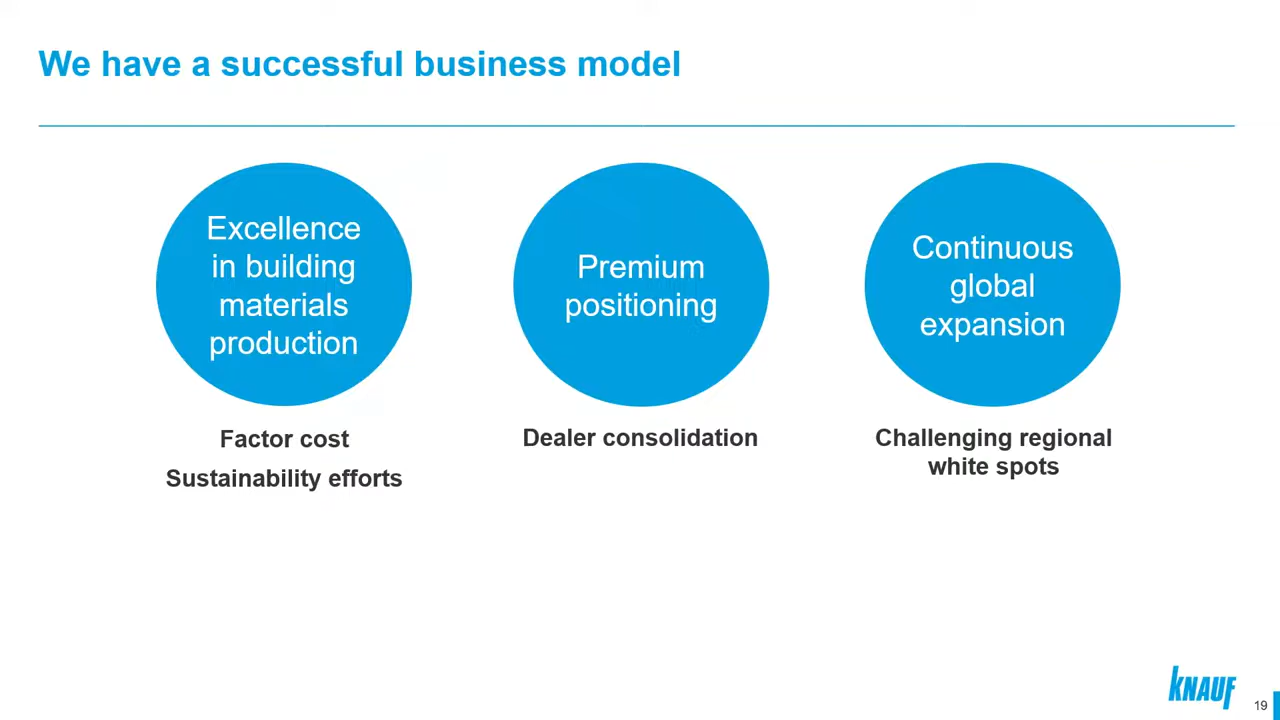 We have a successful business model
Excellence
in building
materials
production
Factor cost
Sustainability efforts
Premium
positioning
Dealer consolidation
Continuous
global
expansion
Challenging regional
white spots
KNAUF
19